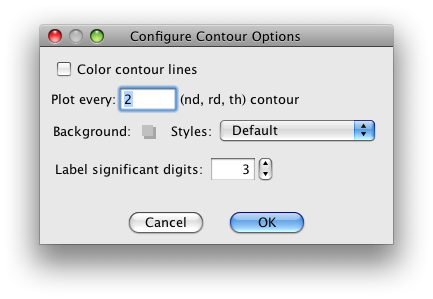 Configure Contour Options
Color contour lines
Plot every: 2 (nd, rd, th) contour
Background: Styles: Default
Label significant digits: 3
Cancel OK